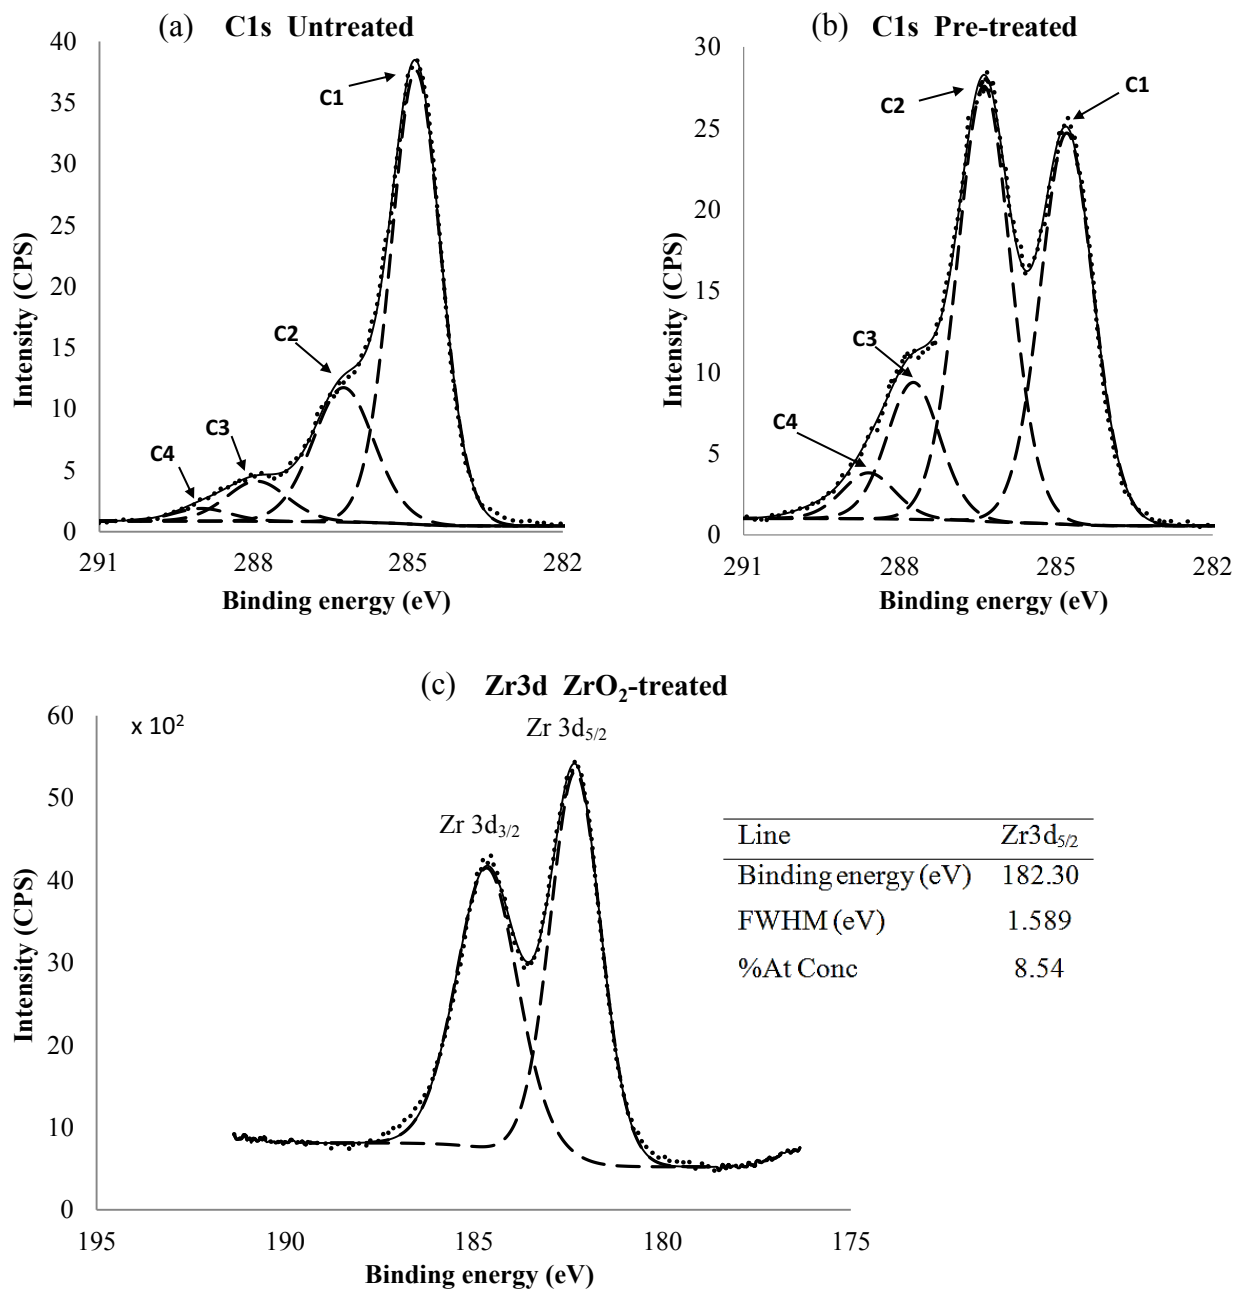 (a) C1s Untreated
40
35
30
25
20
15
10
5
0
C1
C2
C3
C4
291 288 285 282
Intensity (CPS)
Binding energy (eV)
(b) C1s Pre-treated
30
25
20
15
10
5
0
C2
C1
C3
C4
291 288 285 282
Intensity (CPS)
Binding energy (eV)
(c) Zr3d ZrO₂-treated
x 10²
60
50
40
30
20
10
0
Zr 3d₅/₂
Zr 3d₃/₂
195 190 185 180 175
Intensity (CPS)
Binding energy (eV)
Line Zr3d₅/₂
Binding energy (eV) 182.30
FWHM (eV) 1.589
%At Conc 8.54